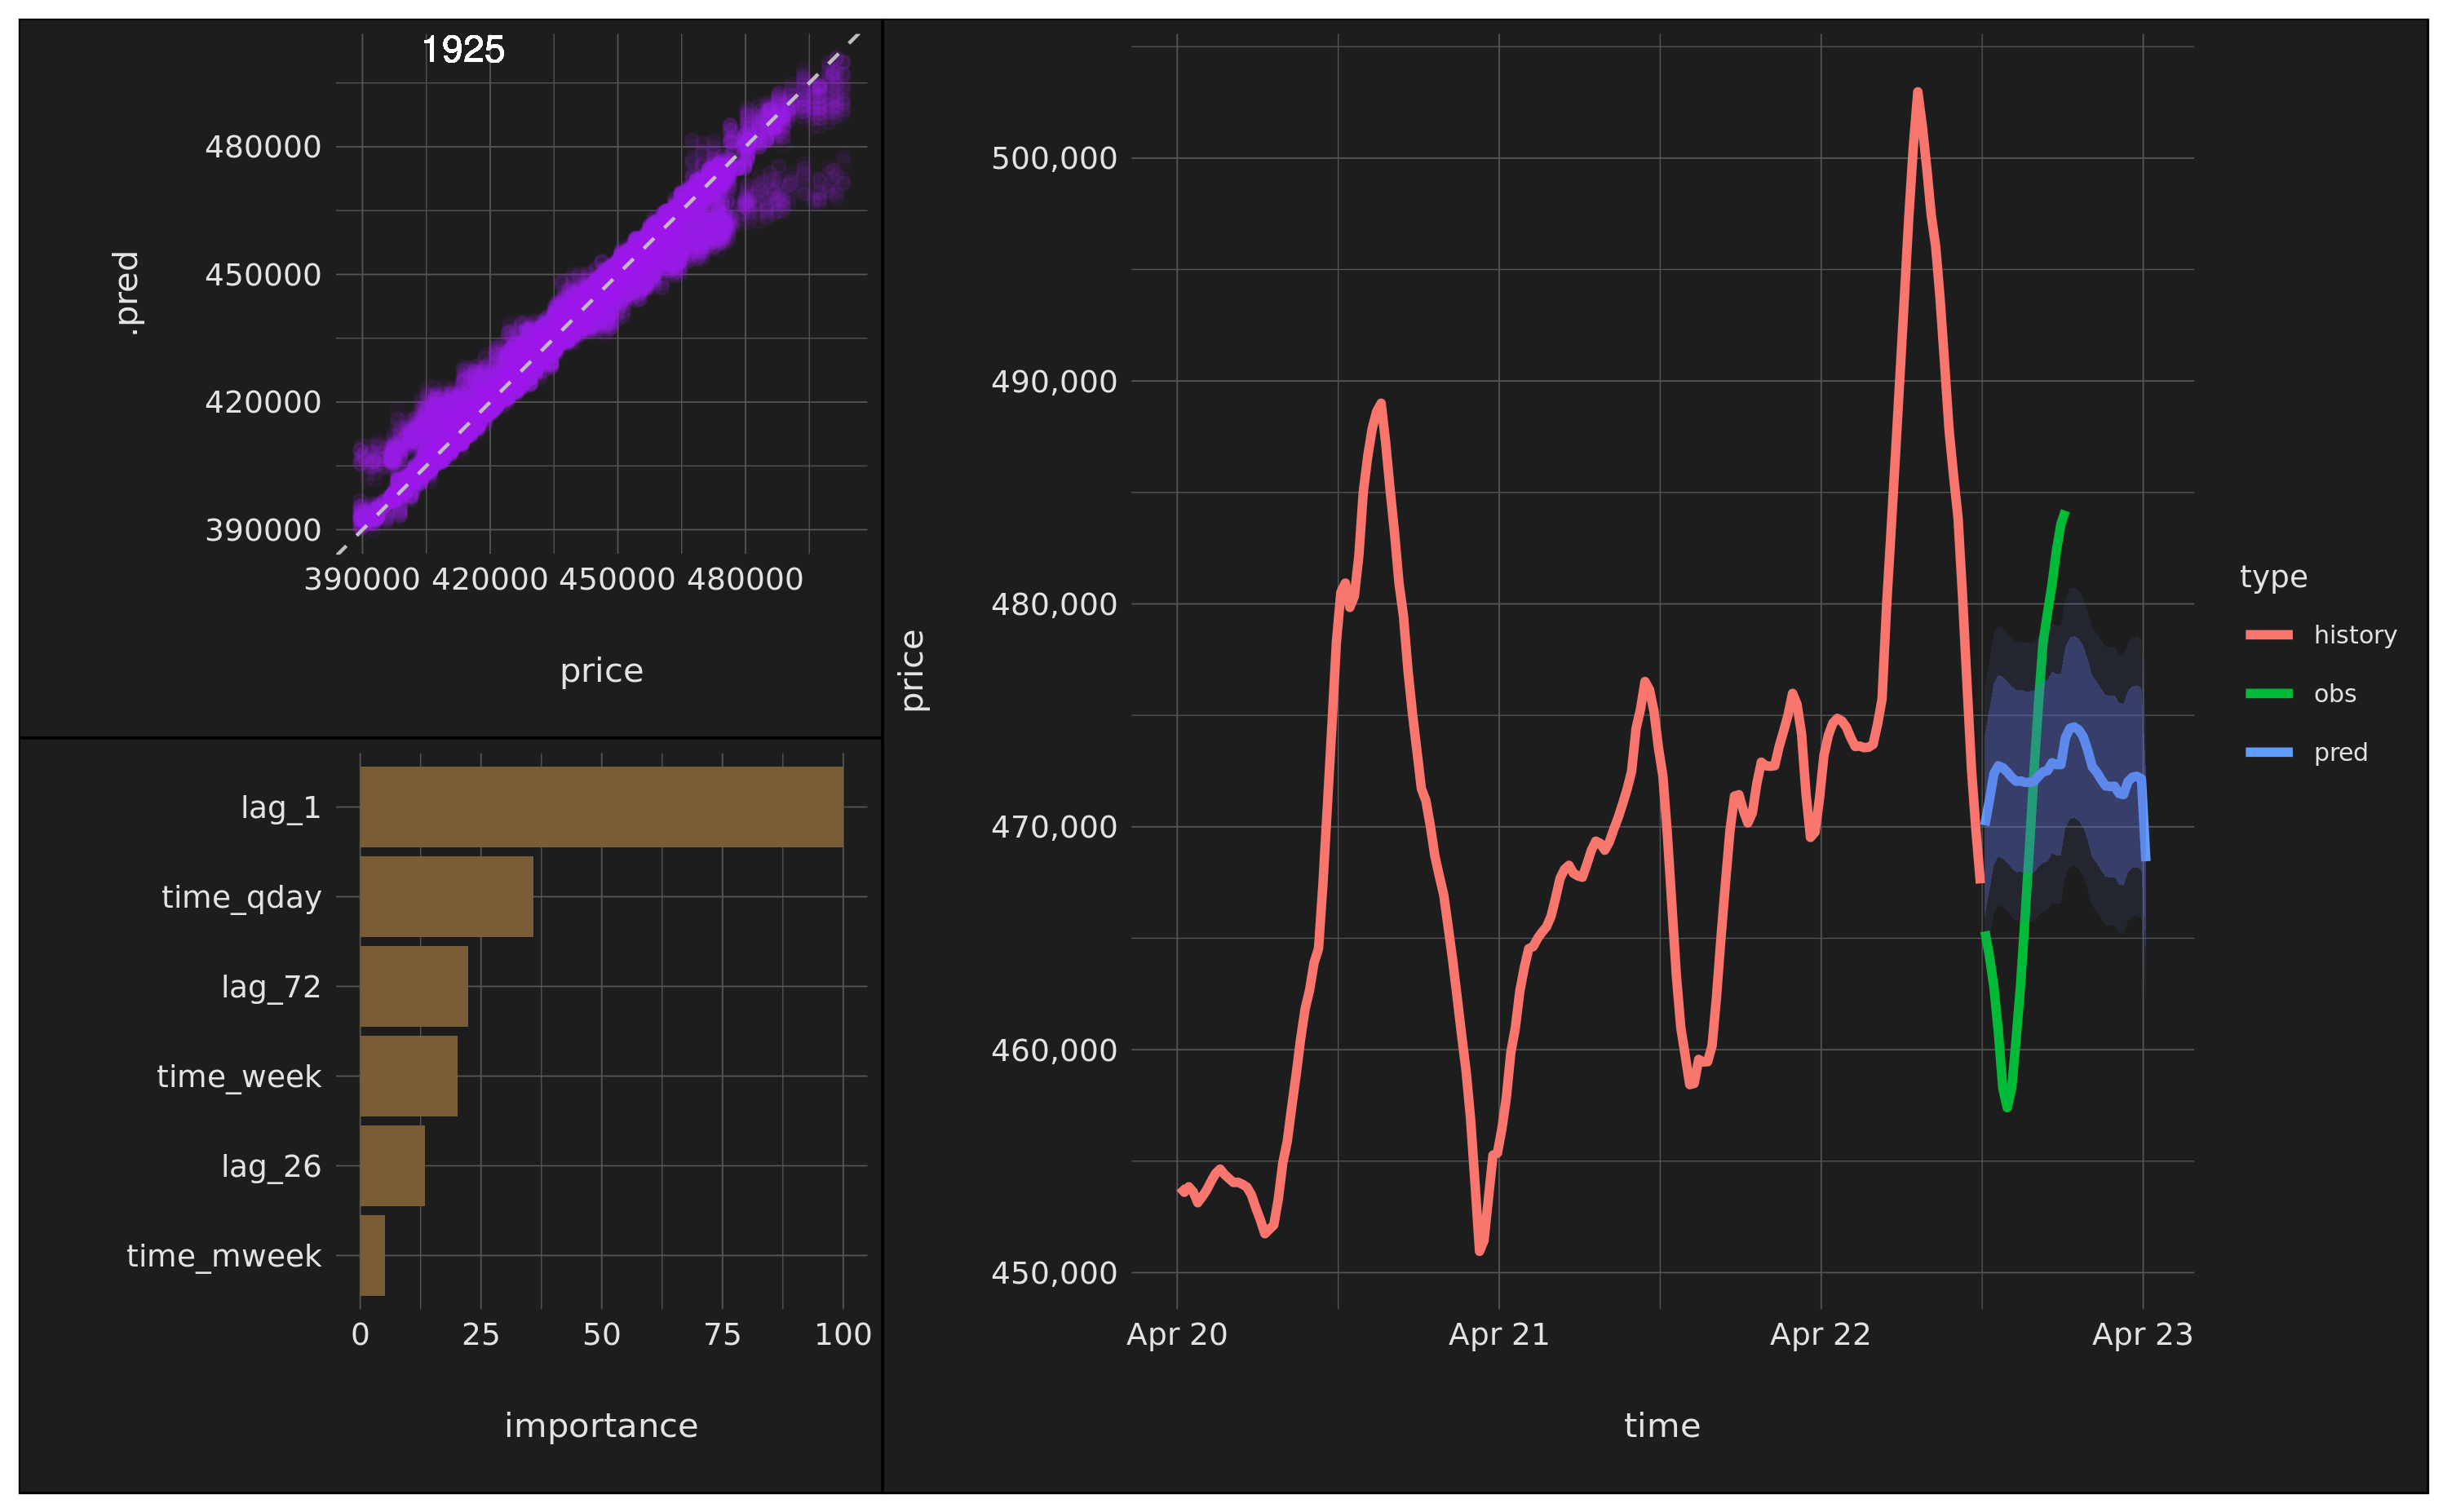 1925
480000
450000
420000
390000
.pred
390000 420000 450000 480000
price
lag_1
time_qday
lag_72
time_week
lag_26
time_mweek
0 25 50 75 100
importance
500,000
490,000
480,000
470,000
460,000
450,000
price
Apr 20 Apr 21 Apr 22 Apr 23
time
type
history
obs
pred